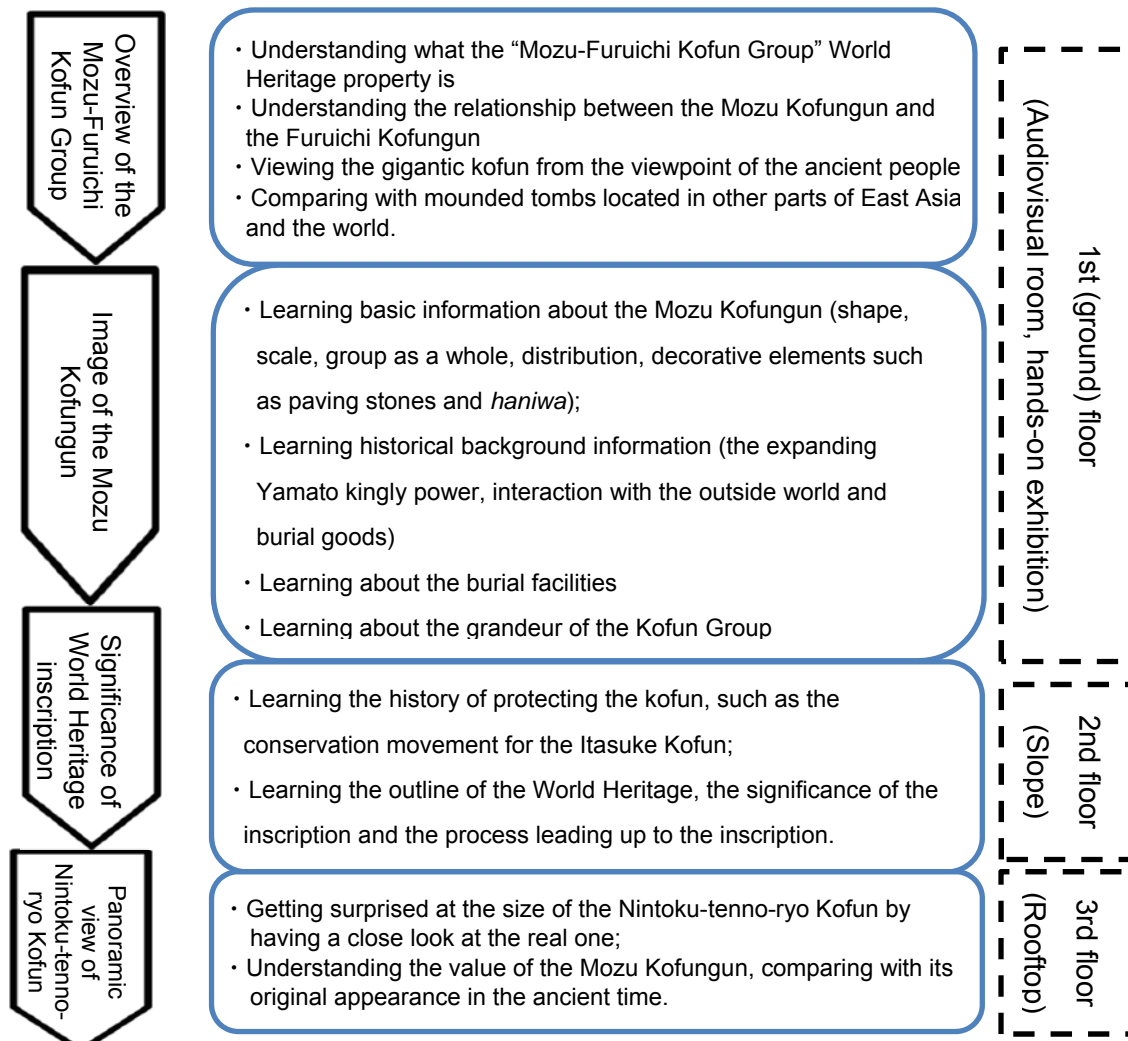 Overview of the
Mozu-Furuichi
Kofun Group
・Understanding what the “Mozu-Furuichi Kofun Group” World
Heritage property is
・Understanding the relationship between the Mozu Kofungun and
the Furuichi Kofungun
・Viewing the gigantic kofun from the viewpoint of the ancient people
・Comparing with mounded tombs located in other parts of East Asia
and the world.
1st (ground) floor
(Audiovisual room, hands-on exhibition)
Image of the Mozu
Kofungun
・Learning basic information about the Mozu Kofungun (shape,
scale, group as a whole, distribution, decorative elements such
as paving stones and haniwa);
・Learning historical background information (the expanding
Yamato kingly power, interaction with the outside world and
burial goods)
・Learning about the burial facilities
・Learning about the grandeur of the Kofun Group
Significance of
World Heritage
inscription
・Learning the history of protecting the kofun, such as the
conservation movement for the Itasuke Kofun;
・Learning the outline of the World Heritage, the significance of the
inscription and the process leading up to the inscription.
2nd floor
(Slope)
Panoramic
view of
Nintoku-tenno-
ryo Kofun
・Getting surprised at the size of the Nintoku-tenno-ryo Kofun by
having a close look at the real one;
・Understanding the value of the Mozu Kofungun, comparing with its
original appearance in the ancient time.
3rd floor
(Rooftop)